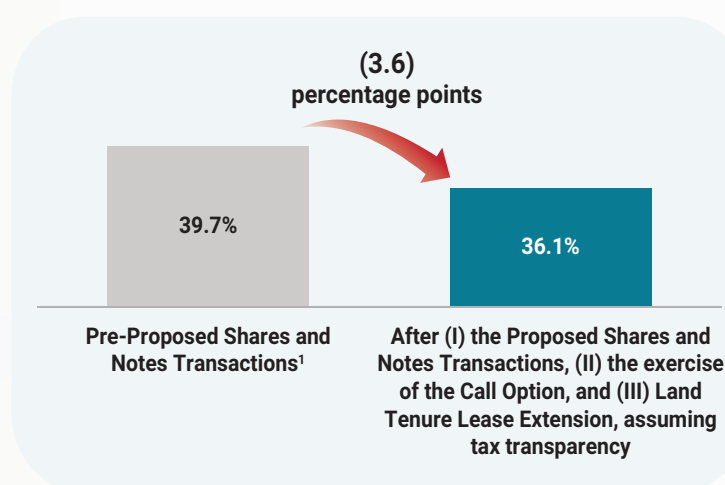 (3.6)
percentage points
39.7%
36.1%
Pre-Proposed Shares and
Notes Transactions¹
After (I) the Proposed Shares and
Notes Transactions, (II) the exercise
of the Call Option, and (III) Land
Tenure Lease Extension, assuming
tax transparency